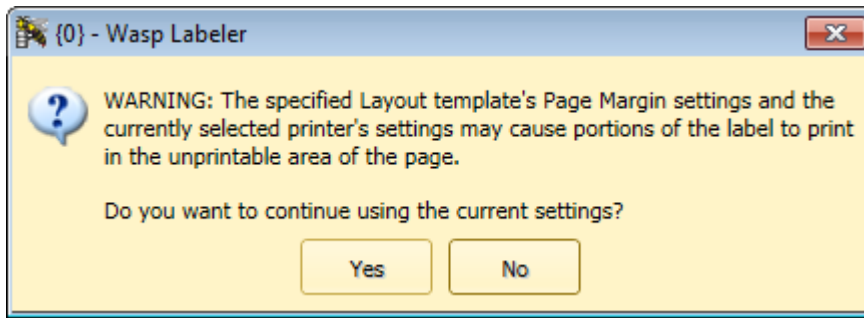 {0} - Wasp Labeler
WARNING: The specified Layout template's Page Margin settings and the
currently selected printer's settings may cause portions of the label to print
in the unprintable area of the page.
Do you want to continue using the current settings?
Yes No